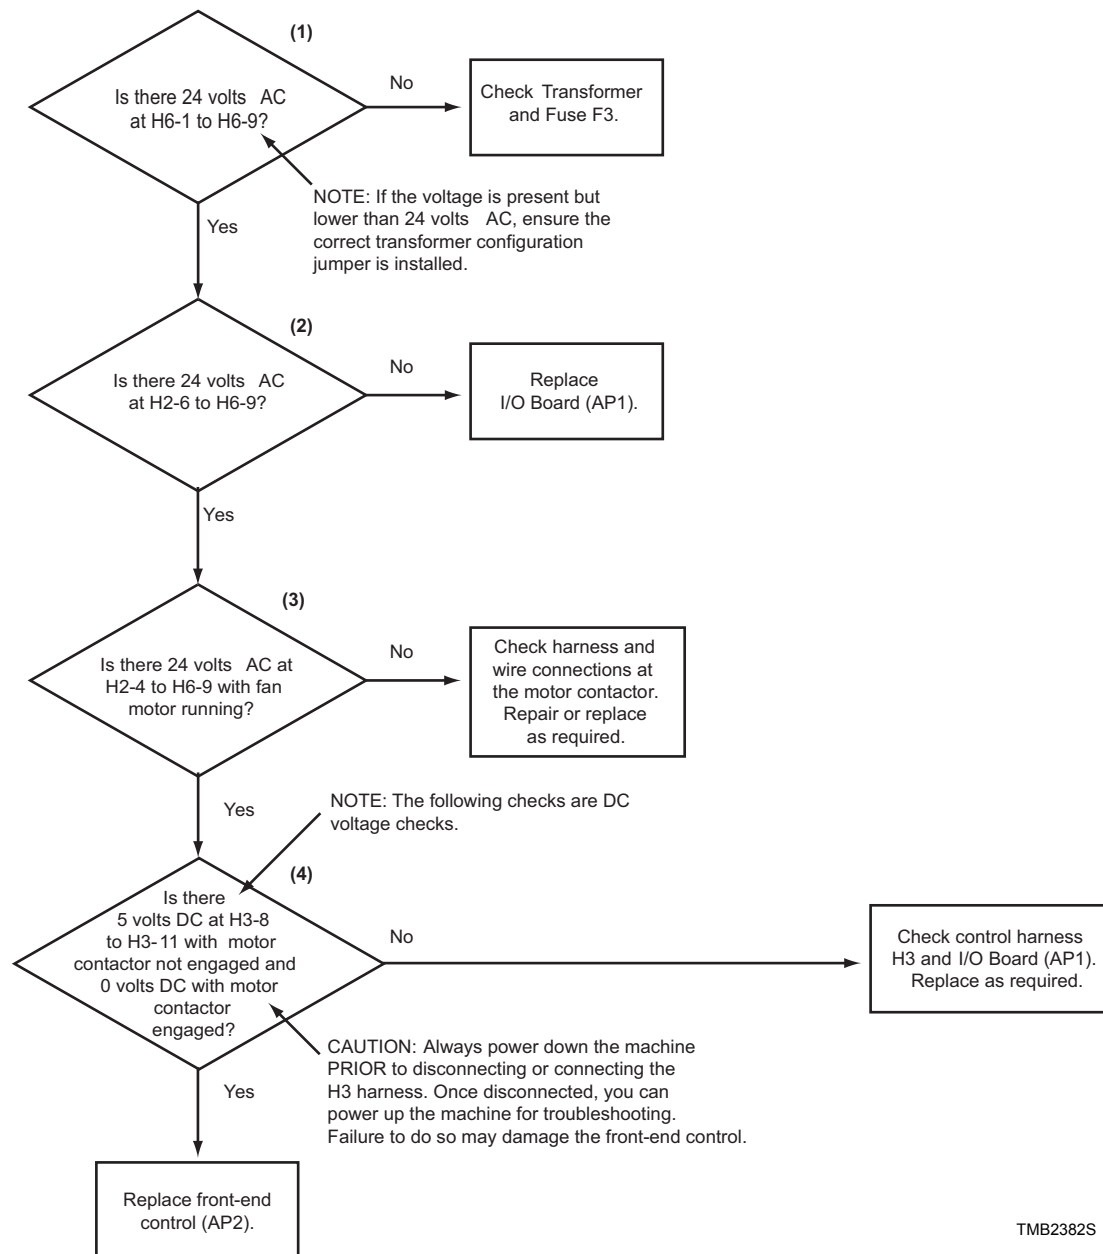 (1)
Is there 24 volts AC
at H6-1 to H6-9?
No
Check Transformer
and Fuse F3.
NOTE: If the voltage is present but
lower than 24 volts AC, ensure the
correct transformer configuration
jumper is installed.
Yes
(2)
Is there 24 volts AC
at H2-6 to H6-9?
No
Replace
I/O Board (AP1).
Yes
(3)
Is there 24 volts AC at
H2-4 to H6-9 with fan
motor running?
No
Check harness and
wire connections at
the motor contactor.
Repair or replace
as required.
Yes
NOTE: The following checks are DC
voltage checks.
(4)
Is there
5 volts DC at H3-8
to H3-11 with motor
contactor not engaged and
0 volts DC with motor
contactor
engaged?
No
Check control harness
H3 and I/O Board (AP1).
Replace as required.
CAUTION: Always power down the machine
PRIOR to disconnecting or connecting the
H3 harness. Once disconnected, you can
power up the machine for troubleshooting.
Failure to do so may damage the front-end control.
Yes
Replace front-end
control (AP2).
TMB2382S